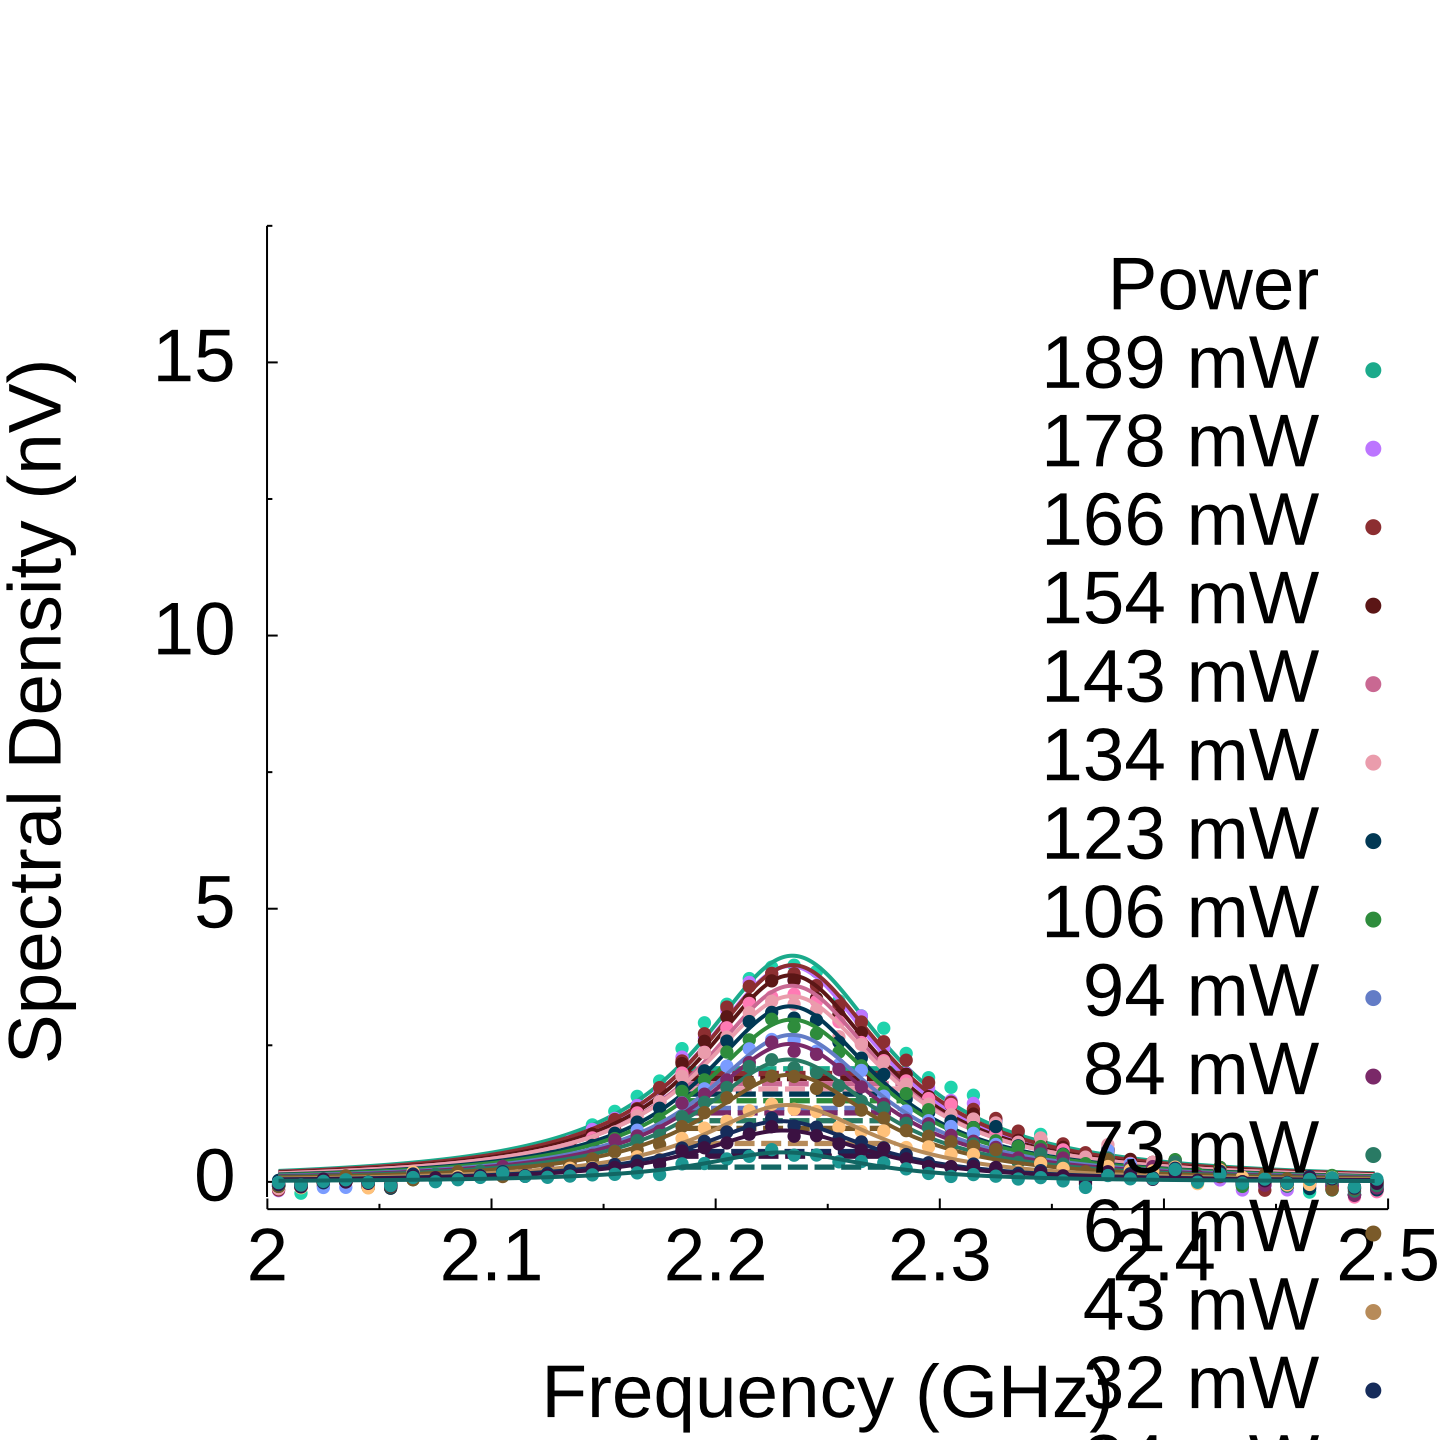 Power
189 mW
178 mW
166 mW
154 mW
143 mW
134 mW
123 mW
106 mW
94 mW
84 mW
73 mW
61 mW
43 mW
32 mW
15
10
5
0
Spectral Density (nV)
2 2.1 2.2 2.3 2.4 2.5
Frequency (GHz)